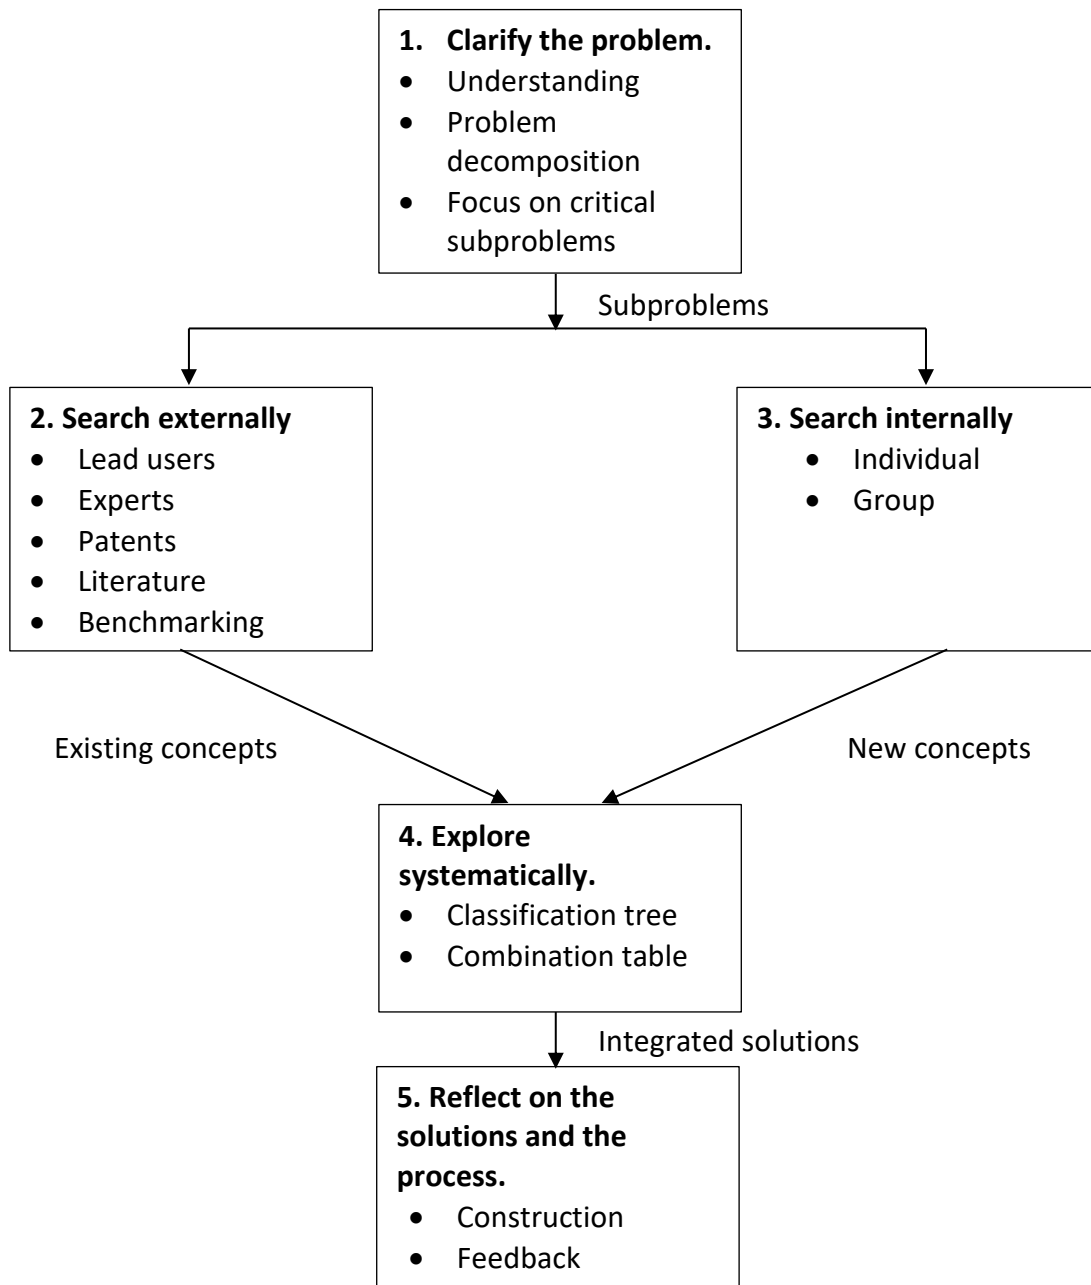 1. Clarify the problem.
• Understanding
• Problem
decomposition
• Focus on critical
subproblems
Subproblems
2. Search externally
• Lead users
• Experts
• Patents
• Literature
• Benchmarking
3. Search internally
• Individual
• Group
Existing concepts
New concepts
4. Explore
systematically.
• Classification tree
• Combination table
Integrated solutions
5. Reflect on the
solutions and the
process.
• Construction
• Feedback